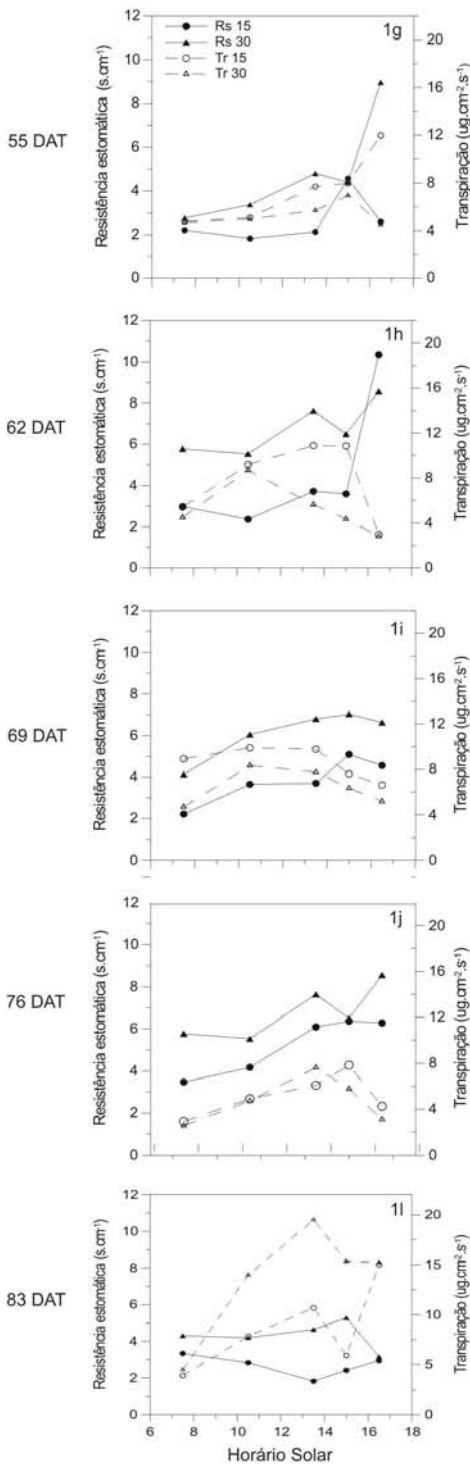 55 DAT
Resistência estomática (s.cm⁻¹)
12
10
8
6
4
2
0
Rs 15
Rs 30
Tr 15
Tr 30
1g
20
16
12
8
4
0
Transpiração (ug.cm⁻².s⁻¹)
62 DAT
Resistência estomática (s.cm⁻¹)
12
10
8
6
4
2
0
1h
20
16
12
8
4
0
Transpiração (ug.cm⁻².s⁻¹)
69 DAT
Resistência estomática (s.cm⁻¹)
12
10
8
6
4
2
0
1i
20
16
12
8
4
0
Transpiração (ug.cm⁻².s⁻¹)
76 DAT
Resistência estomática (s.cm⁻¹)
12
10
8
6
4
2
0
1j
20
16
12
8
4
0
Transpiração (ug.cm⁻².s⁻¹)
83 DAT
Resistência estomática (s.cm⁻¹)
12
10
8
6
4
2
0
1l
20
15
10
5
0
Transpiração (ug.cm⁻².s⁻¹)
6 8 10 12 14 16 18
Horário Solar